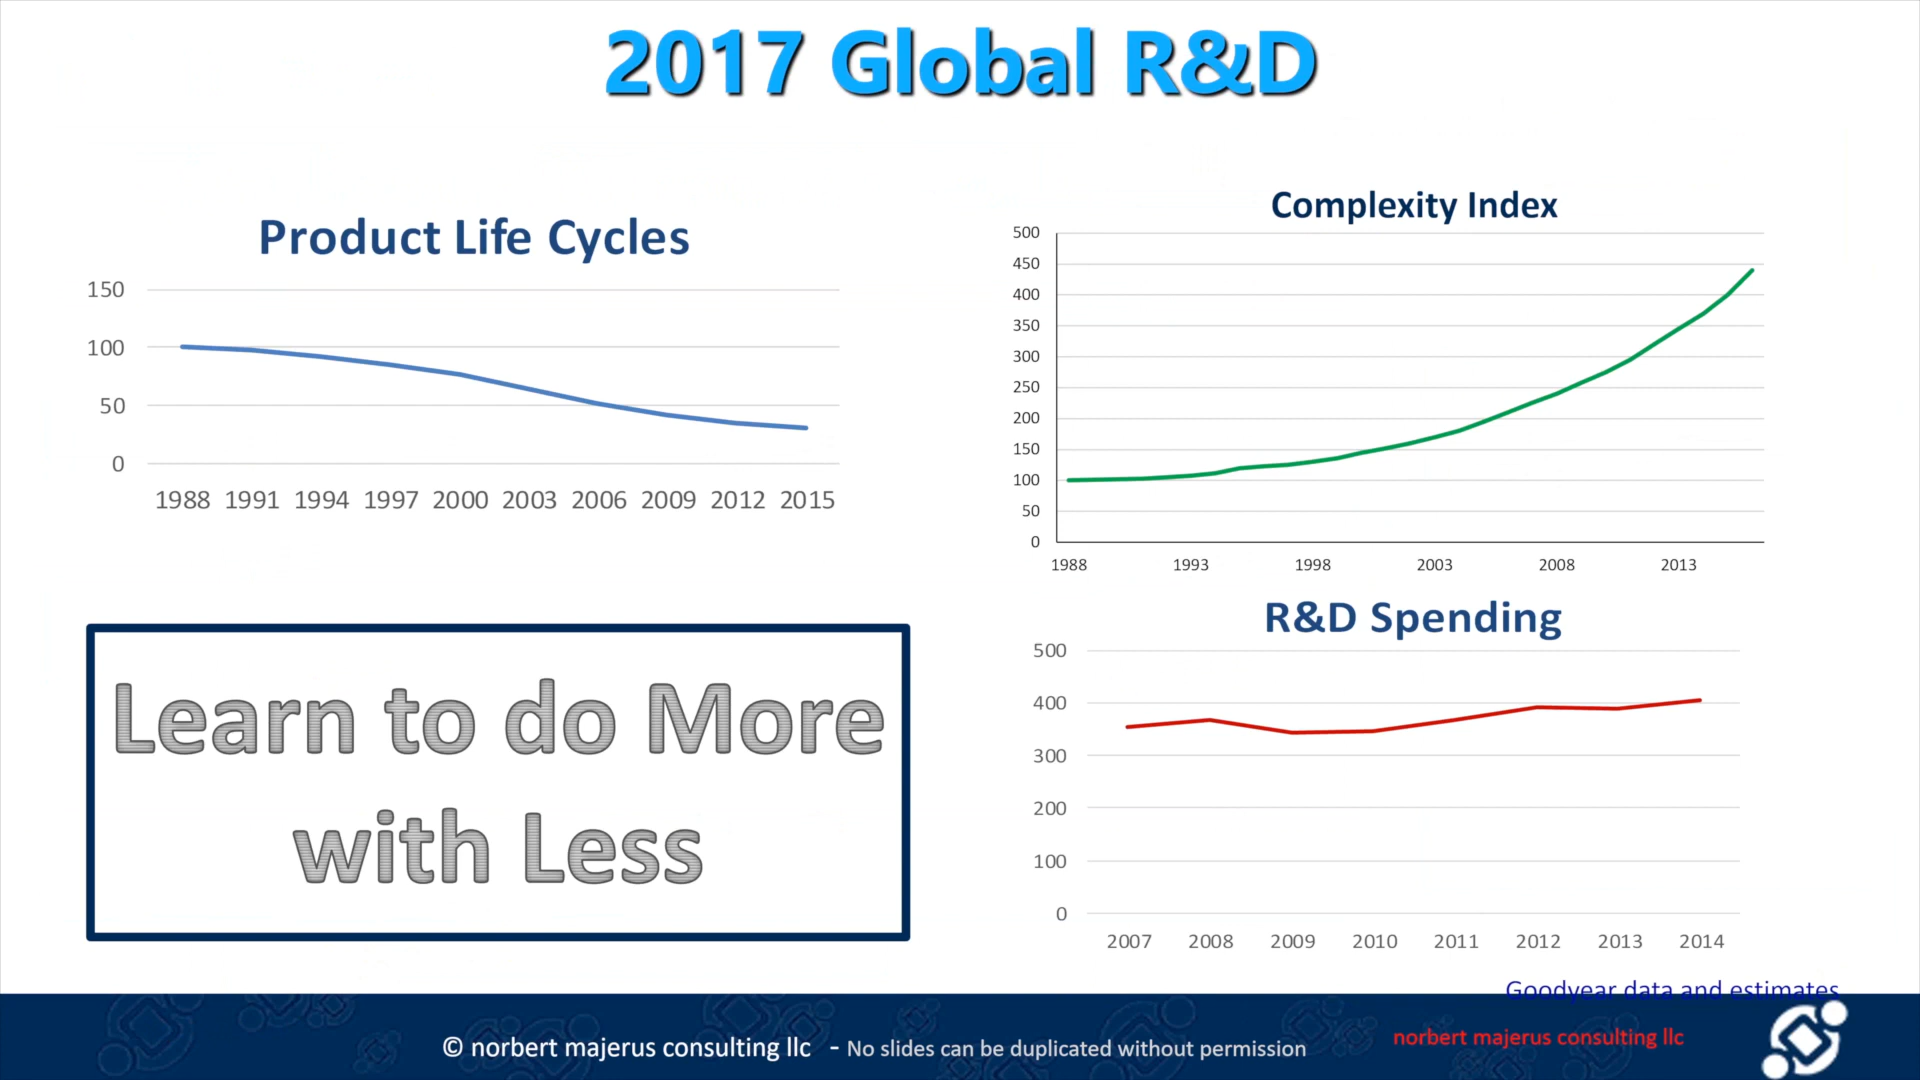 2017 Global R&D
Product Life Cycles
150
100
50
0
1988 1991 1994 1997 2000 2003 2006 2009 2012 2015
Complexity Index
500
450
400
350
300
250
200
150
100
50
0
1988 1993 1998 2003 2008 2013
Learn to do More
with Less
R&D Spending
500
400
300
200
100
0
2007 2008 2009 2010 2011 2012 2013 2014
Goodyear data and estimates
© norbert majerus consulting llc - No slides can be duplicated without permission
norbert majerus consulting llc